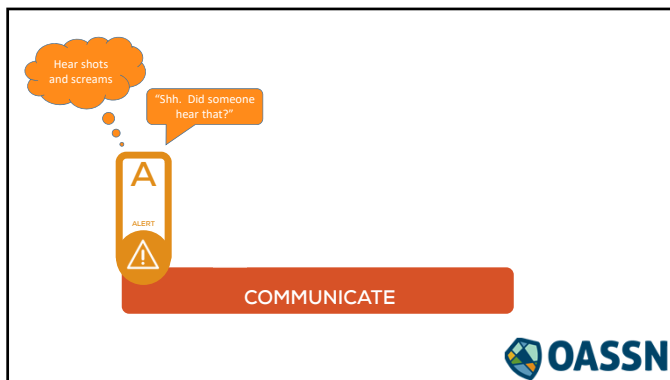 Hear shots
and screams
“Shh.  Did someone
hear that?”
A
ALERT
COMMUNICATE
OASSN